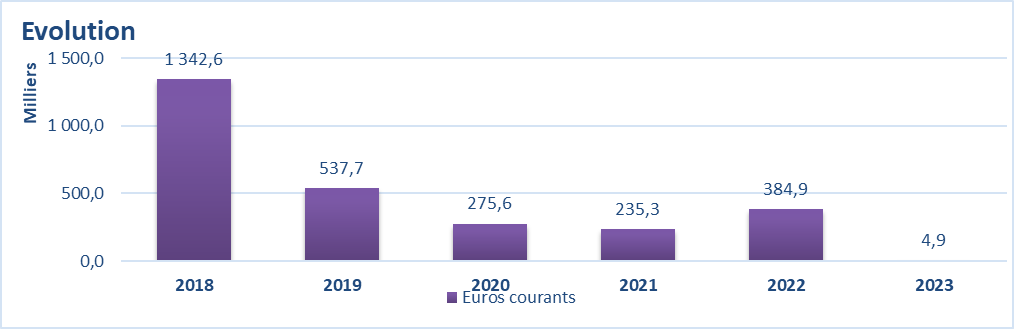 Evolution
Milliers
1 500,0
1 000,0
500,0
0,0
1 342,6
537,7
275,6
235,3
384,9
4,9
2018 2019 2020 2021 2022 2023
Euros courants